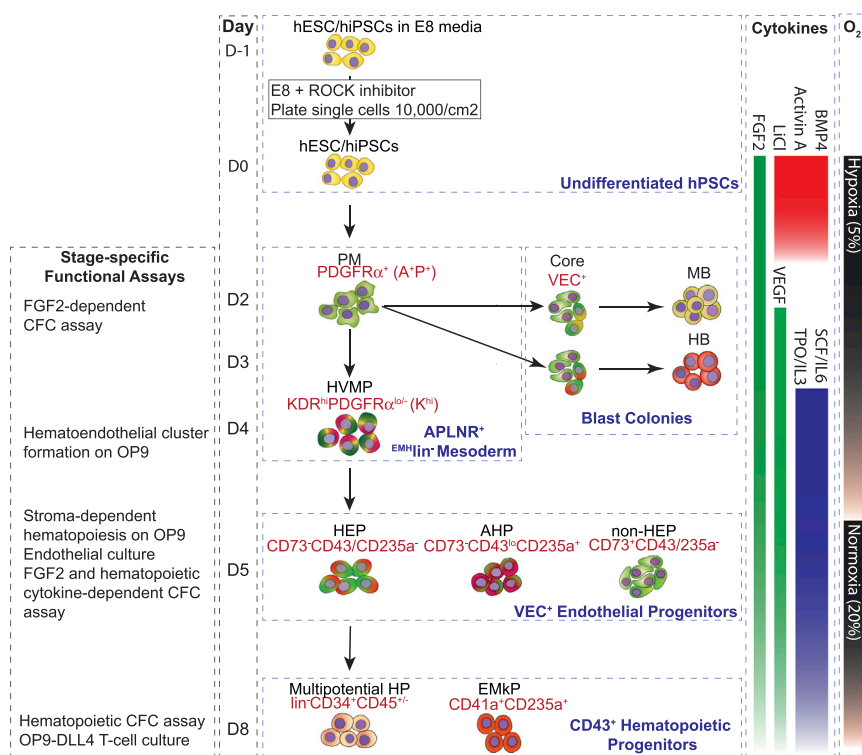 Day
Cytokines
O2
D-1
hESC/hiPSCs in E8 media
E8 + ROCK inhibitor
Plate single cells 10,000/cm2
hESC/hiPSCs
D0
Undifferentiated hPSCs
FGF2
LiCl
Activin A
BMP4
Hypoxia (5%)
Stage-specific
Functional Assays
FGF2-dependent
CFC assay
D2
PM
PDGFRα⁺ (A⁺P⁺)
Core
VEC⁺
MB
VEGF
D3
HB
TPO/IL3
SCF/IL6
HVMP
KDRʰⁱPDGFRαˡᵒ/⁻ (Kʰⁱ)
Blast Colonies
Hematoendothelial cluster
formation on OP9
D4
APLNR⁺
ᴱᴹᴴlin⁻ Mesoderm
Stroma-dependent
hematopoiesis on OP9
Endothelial culture
FGF2 and hematopoietic
cytokine-dependent CFC
assay
D5
HEP
CD73⁻CD43/CD235a⁻
AHP
CD73⁻CD43ˡᵒCD235a⁺
non-HEP
CD73⁺CD43/235a⁻
VEC⁺ Endothelial Progenitors
Normoxia (20%)
Hematopoietic CFC assay
OP9-DLL4 T-cell culture
D8
Multipotential HP
lin⁻CD34⁺CD45⁺/⁻
EMkP
CD41a⁺CD235a⁺
CD43⁺ Hematopoietic
Progenitors